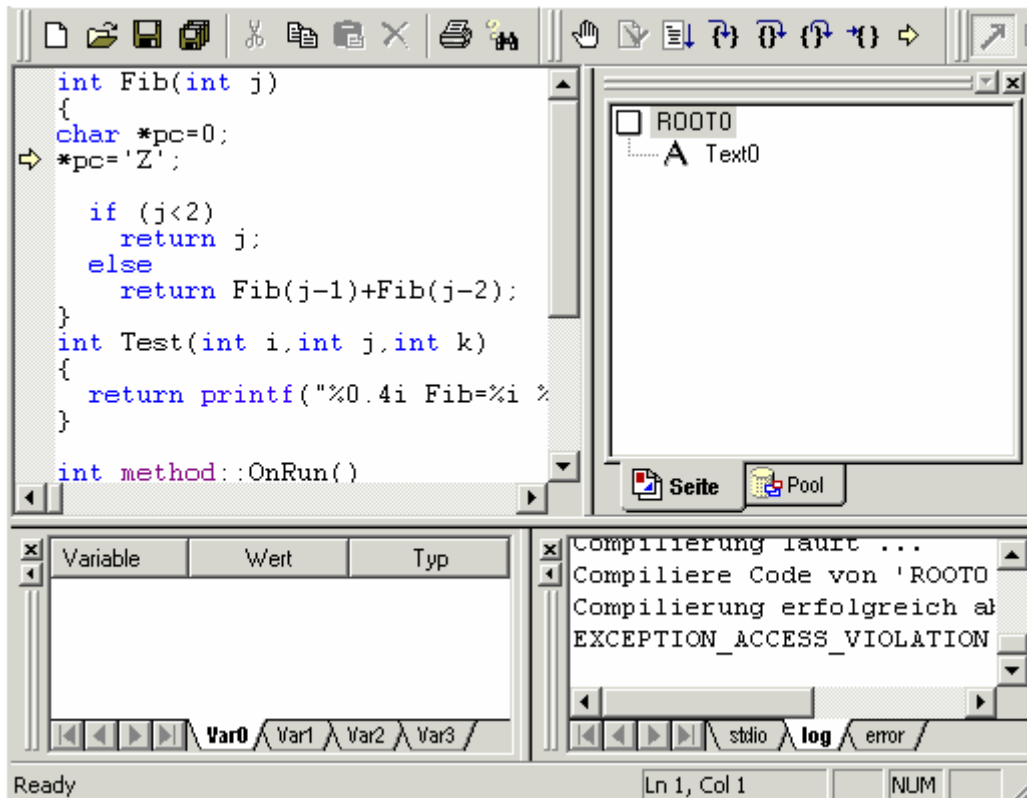 int Fib(int j)
{
char *pc=0;
*pc='Z';
if (j<2)
return j;
else
return Fib(j-1)+Fib(j-2);
}
int Test(int i,int j,int k)
{
return printf("%0.4i Fib=%i %
}
int method::OnRun()
ROOT0
Text0
Seite
Pool
Variable Wert Typ
Var0 Var1 Var2 Var3
Compilierung läuft ...
Compiliere Code von 'ROOT0
Compilierung erfolgreich ab
EXCEPTION_ACCESS_VIOLATION
stdio log error
Ready
Ln 1, Col 1
NUM